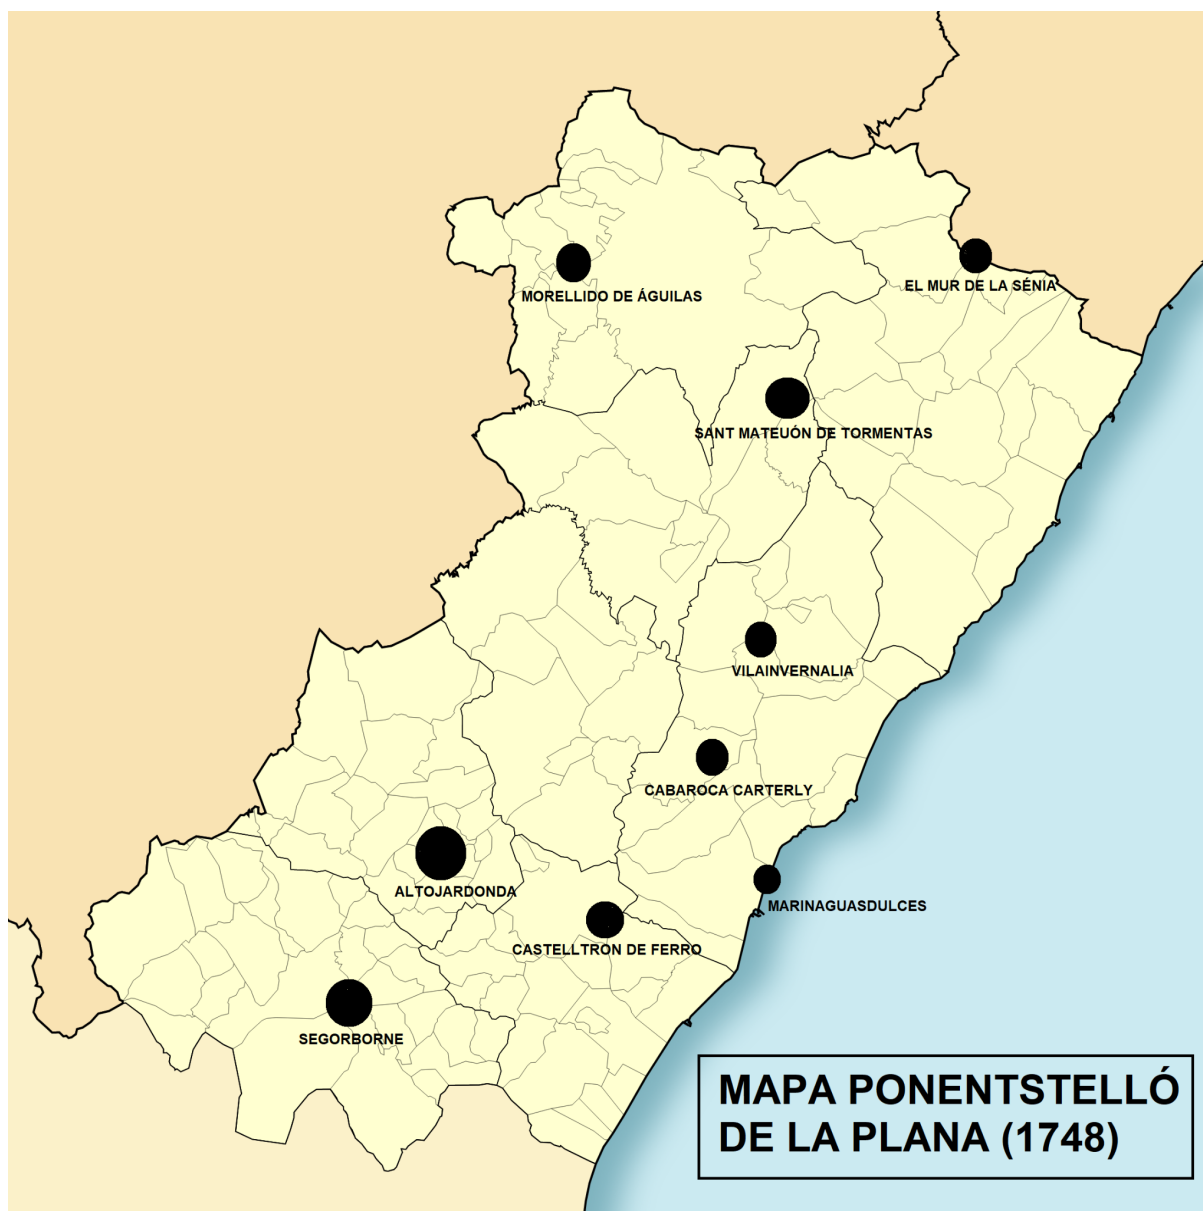 MORELLIDO DE ÁGUILAS
EL MUR DE LA SÉNIA
SANT MATEUÓN DE TORMENTAS
VILAINVERNALIA
CABAROCA CARTERLY
ALTOJARDONDA
MARINAGUASDULCES
CASTELLTRON DE FERRO
SEGORBORNE
MAPA PONENTSTELLÓ
DE LA PLANA (1748)